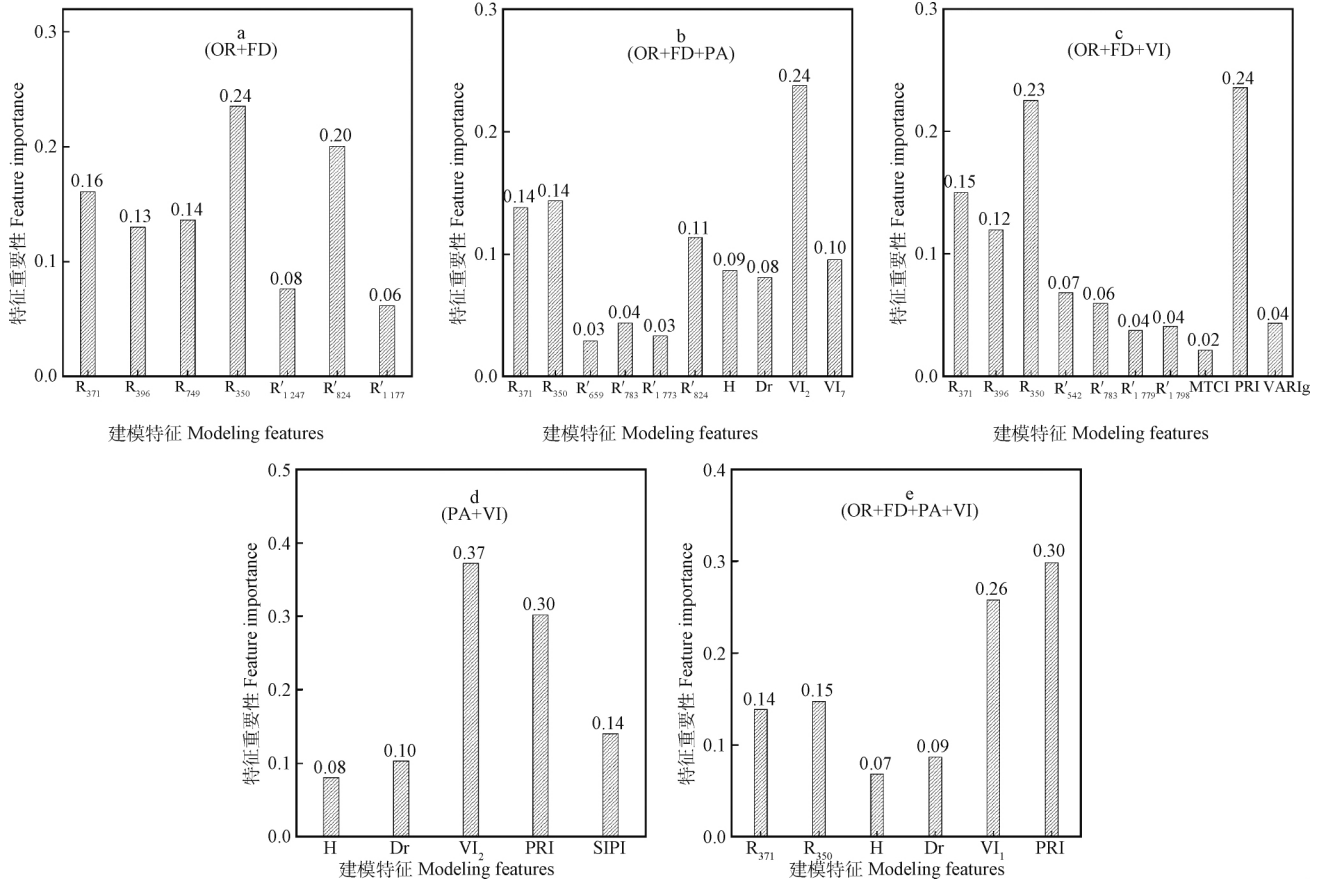 a
(OR+FD)
特征重要性 Feature importance
0.3
0.2
0.1
0.0
0.16
0.13
0.14
0.24
0.08
0.20
0.06
R₃₇₁ R₃₉₆ R₇₄₉ R₃₅₀ R′₁ ₂₄₇ R′₈₂₄ R′₁ ₁₇₇
建模特征 Modeling features
b
(OR+FD+PA)
特征重要性 Feature importance
0.3
0.2
0.1
0.0
0.14
0.14
0.03
0.04
0.03
0.11
0.09
0.08
0.24
0.10
R₃₇₁ R₃₅₀ R′₆₅₉ R′₇₈₃ R′₁ ₇₇₃ R′₈₂₄ H Dr VI₂ VI₇
建模特征 Modeling features
c
(OR+FD+VI)
特征重要性 Feature importance
0.3
0.2
0.1
0.0
0.15
0.12
0.23
0.07
0.06
0.04
0.04
0.02
0.24
0.04
R₃₇₁ R₃₉₆ R₃₅₀ R′₅₄₂ R′₇₈₃ R′₁ ₇₇₉ R′₁ ₇₉₈ MTCI PRI VARIg
建模特征 Modeling features
d
(PA+VI)
特征重要性 Feature importance
0.5
0.4
0.3
0.2
0.1
0.0
0.08
0.10
0.37
0.30
0.14
H Dr VI₂ PRI SIPI
建模特征 Modeling features
e
(OR+FD+PA+VI)
特征重要性 Feature importance
0.4
0.3
0.2
0.1
0.0
0.14
0.15
0.07
0.09
0.26
0.30
R₃₇₁ R₃₅₀ H Dr VI₁ PRI
建模特征 Modeling features